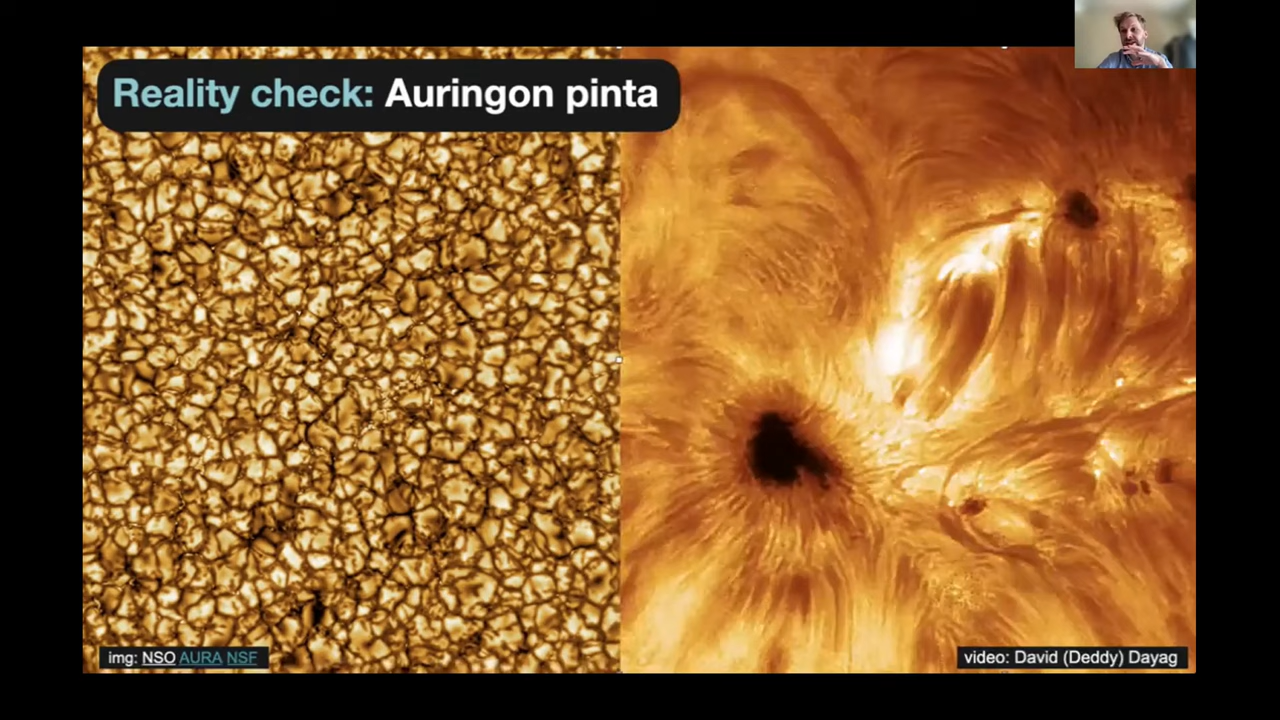 Reality check: Auringon pinta
img: NSO AURA NSF
video: David (Deddy) Dayag